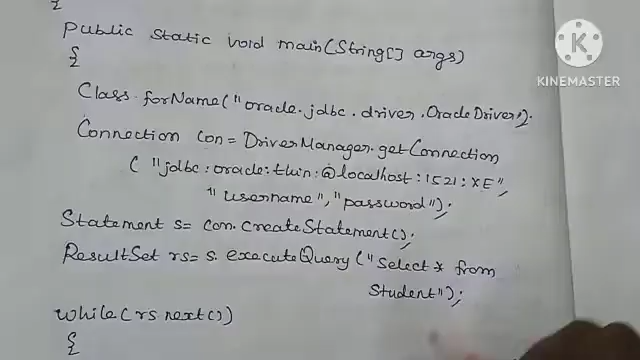 {
public static void main(String[] args)
{
Class.forName("oracle.jdbc.driver.OracleDriver");
Connection con = DriverManager.getConnection
("jdbc:oracle:thin:@localhost:1521:XE",
"username","password");
Statement s= con.createStatement();
ResultSet rs= s.executeQuery("select * from
Student");
while(rs.next())
{
KINEMASTER